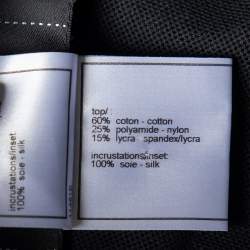 top/
60% coton - cotton
25% polyamide - nylon
15% lycra spandex/lycra
incrustations/inset:
100% soie - silk
incrustations/inset:
100% soie - silk